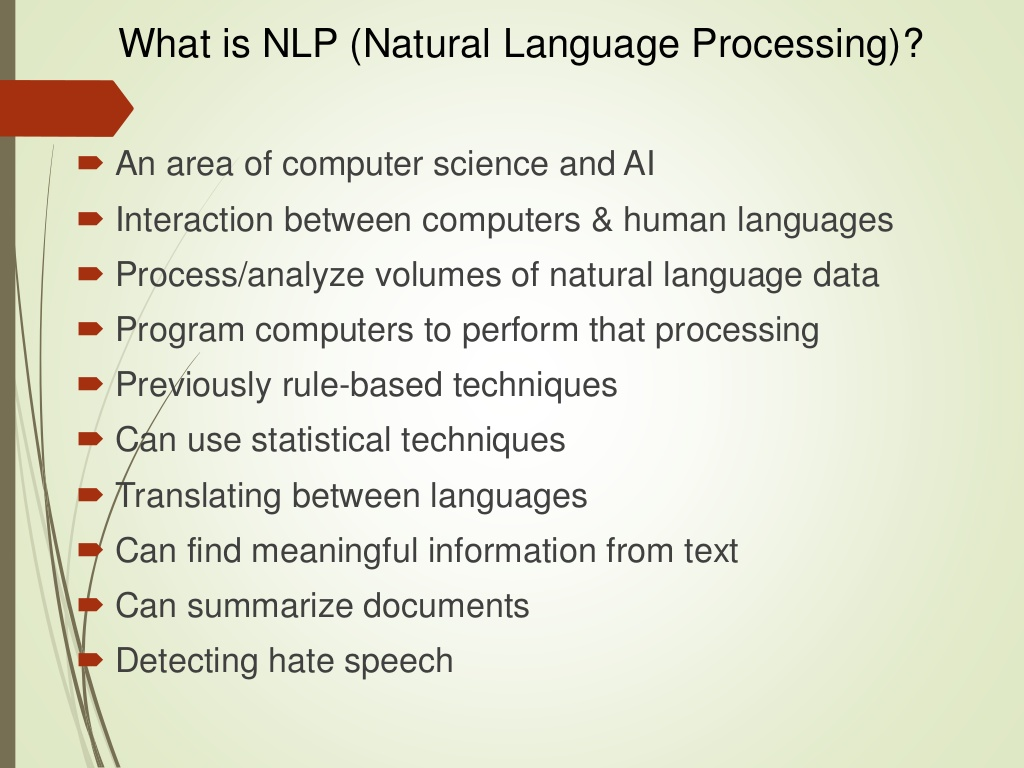 What is NLP (Natural Language Processing)?
An area of computer science and AI
Interaction between computers & human languages
Process/analyze volumes of natural language data
Program computers to perform that processing
Previously rule-based techniques
Can use statistical techniques
Translating between languages
Can find meaningful information from text
Can summarize documents
Detecting hate speech